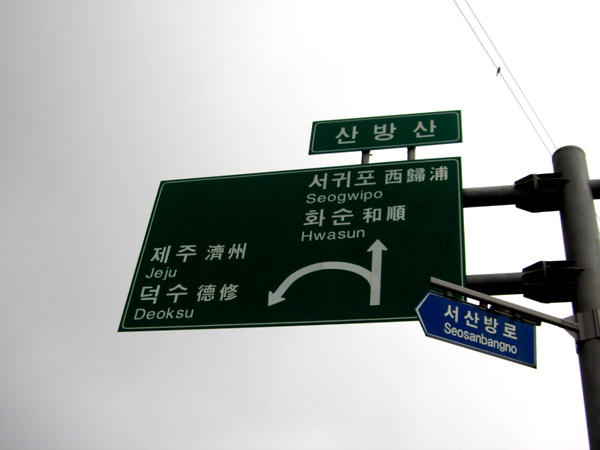 산방산
서귀포 西歸浦
Seogwipo
화순 和順
Hwasun
제주 濟州
Jeju
덕수 德修
Deoksu
서산방로
Seosanbangno